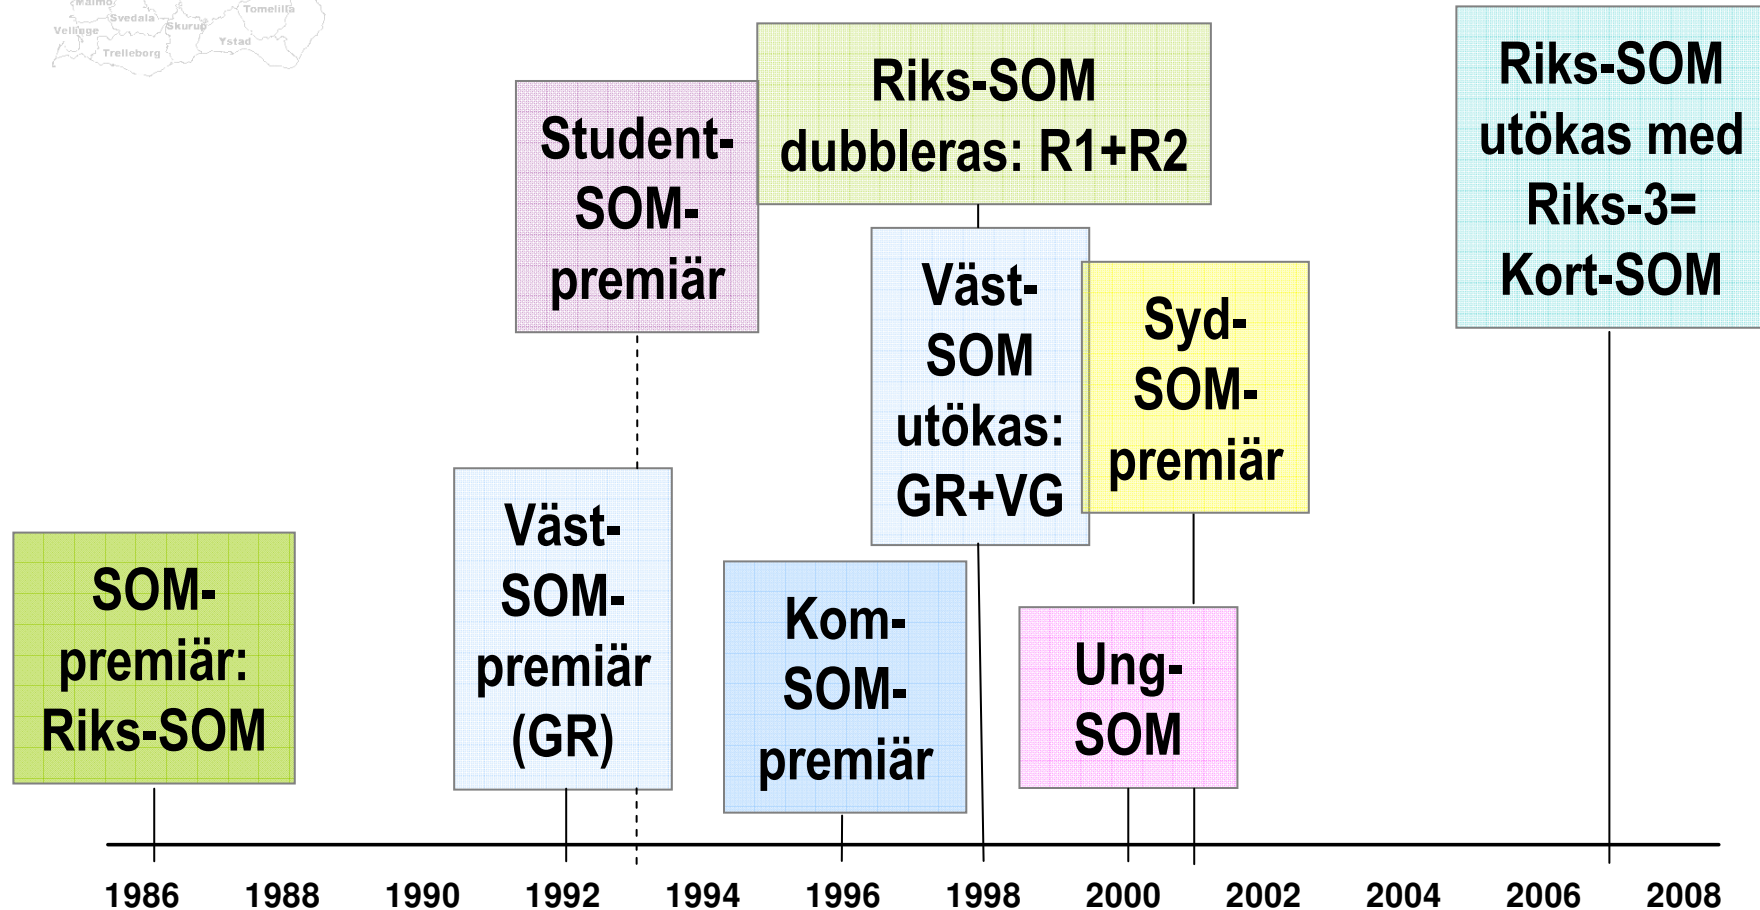 Malmö
Svedala
Skurup
Tomelilla
Vellinge
Ystad
Trelleborg
SOM-
premiär:
Riks-SOM
Väst-
SOM-
premiär
(GR)
Student-
SOM-
premiär
Kom-
SOM-
premiär
Riks-SOM
dubbleras: R1+R2
Väst-
SOM
utökas:
GR+VG
Ung-
SOM
Syd-
SOM-
premiär
Riks-SOM
utökas med
Riks-3=
Kort-SOM
1986 1988 1990 1992 1994 1996 1998 2000 2002 2004 2006 2008